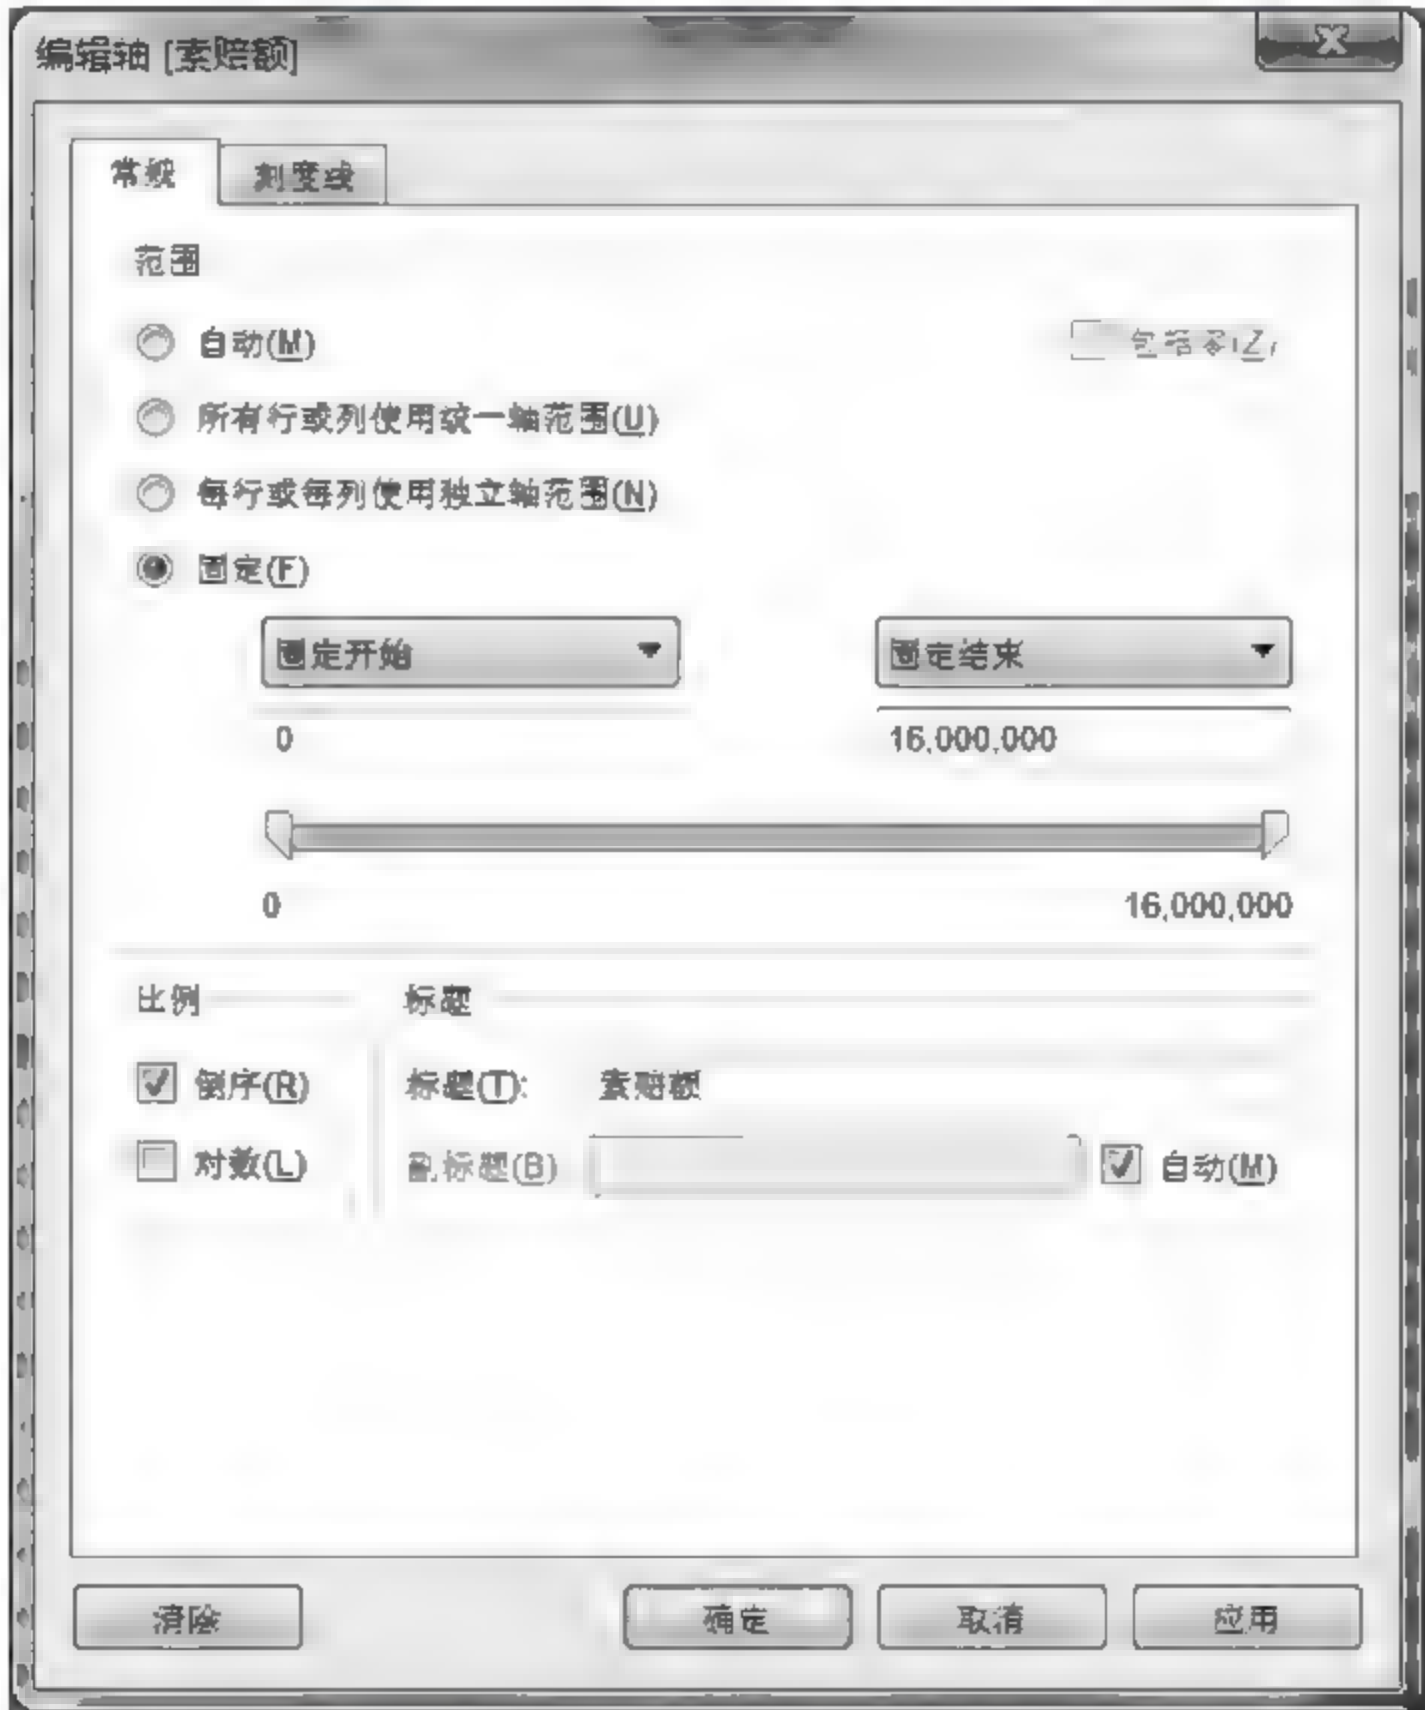 编辑轴 [索赔额]
常规 刻度线
范围
自动(M) 包括零(Z)
所有行或列使用统一轴范围(U)
每行或每列使用独立轴范围(N)
固定(F)
固定开始 固定结束
0 16,000,000
0 16,000,000
比例 标题
倒序(R) 标题(T): 索赔额
对数(L) 副标题(B) 自动(M)
清除 确定 取消 应用